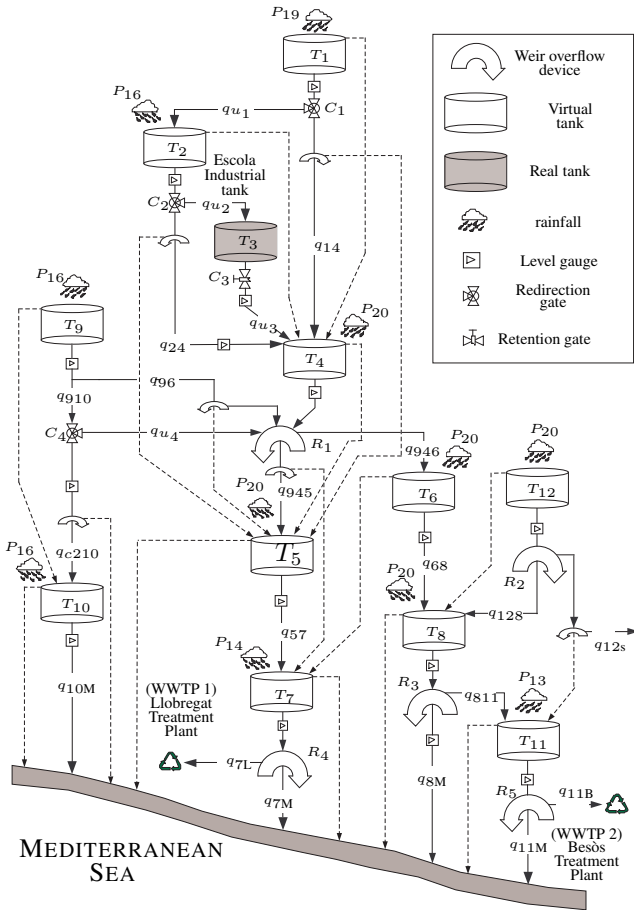 P19
T1
C1
qu1
P16
T2
Escola
Industrial
tank
C2
qu2
T3
C3
q14
qu3
P20
q24
T4
P16
T9
q96
q910
C4
qu4
R1
q946
P20
T6
P20
T12
q945
P20
T5
q68
R2
qc210
P16
T10
P20
T8
q128
q12s
q57
P14
T7
R3
q811
P13
T11
q10M
(WWTP 1)
Llobregat
Treatment
Plant
q7L
R4
q7M
q8M
R5
q11B
q11M
(WWTP 2)
Besòs
Treatment
Plant
MEDITERRANEAN
SEA
Weir overflow
device
Virtual
tank
Real tank
rainfall
Level gauge
Redirection
gate
Retention gate